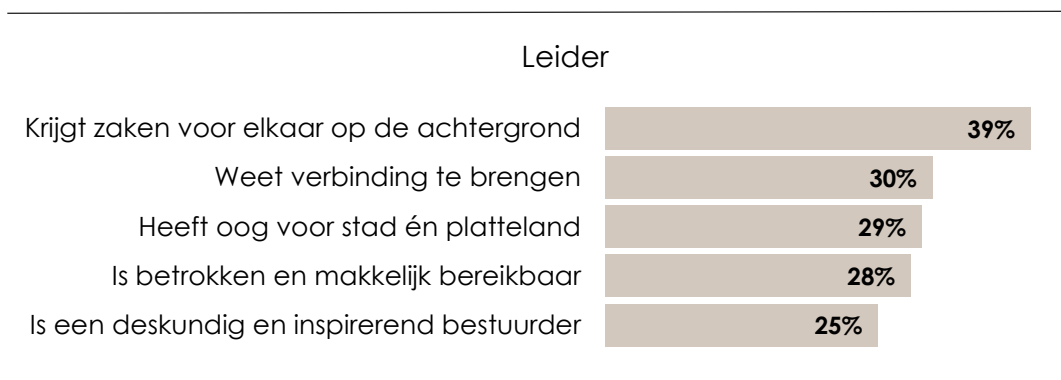 Leider
Krijgt zaken voor elkaar op de achtergrond 39%
Weet verbinding te brengen 30%
Heeft oog voor stad én platteland 29%
Is betrokken en makkelijk bereikbaar 28%
Is een deskundig en inspirerend bestuurder 25%